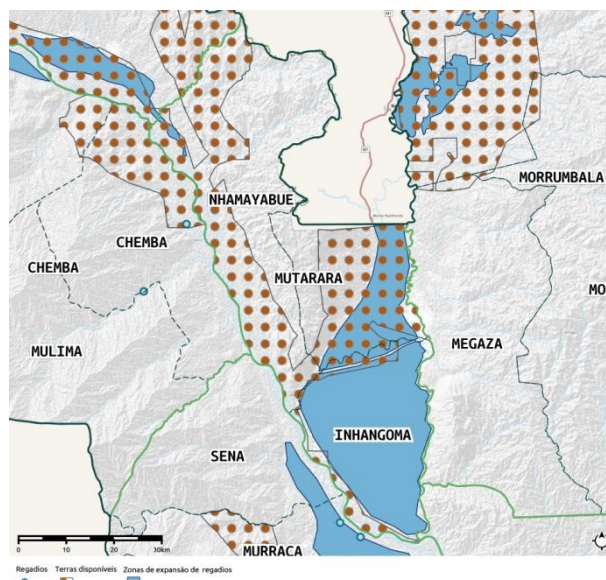 M1
NHAMAYABUE
MORRUMBALA
CHEMBA
CHEMBA
MUTARARA
MO
MULIMA
MEGAZA
INHANGOMA
SENA
MURRACA
0 10 20 30km
Regadios Terras disponíveis Zonas de expansão de regadios